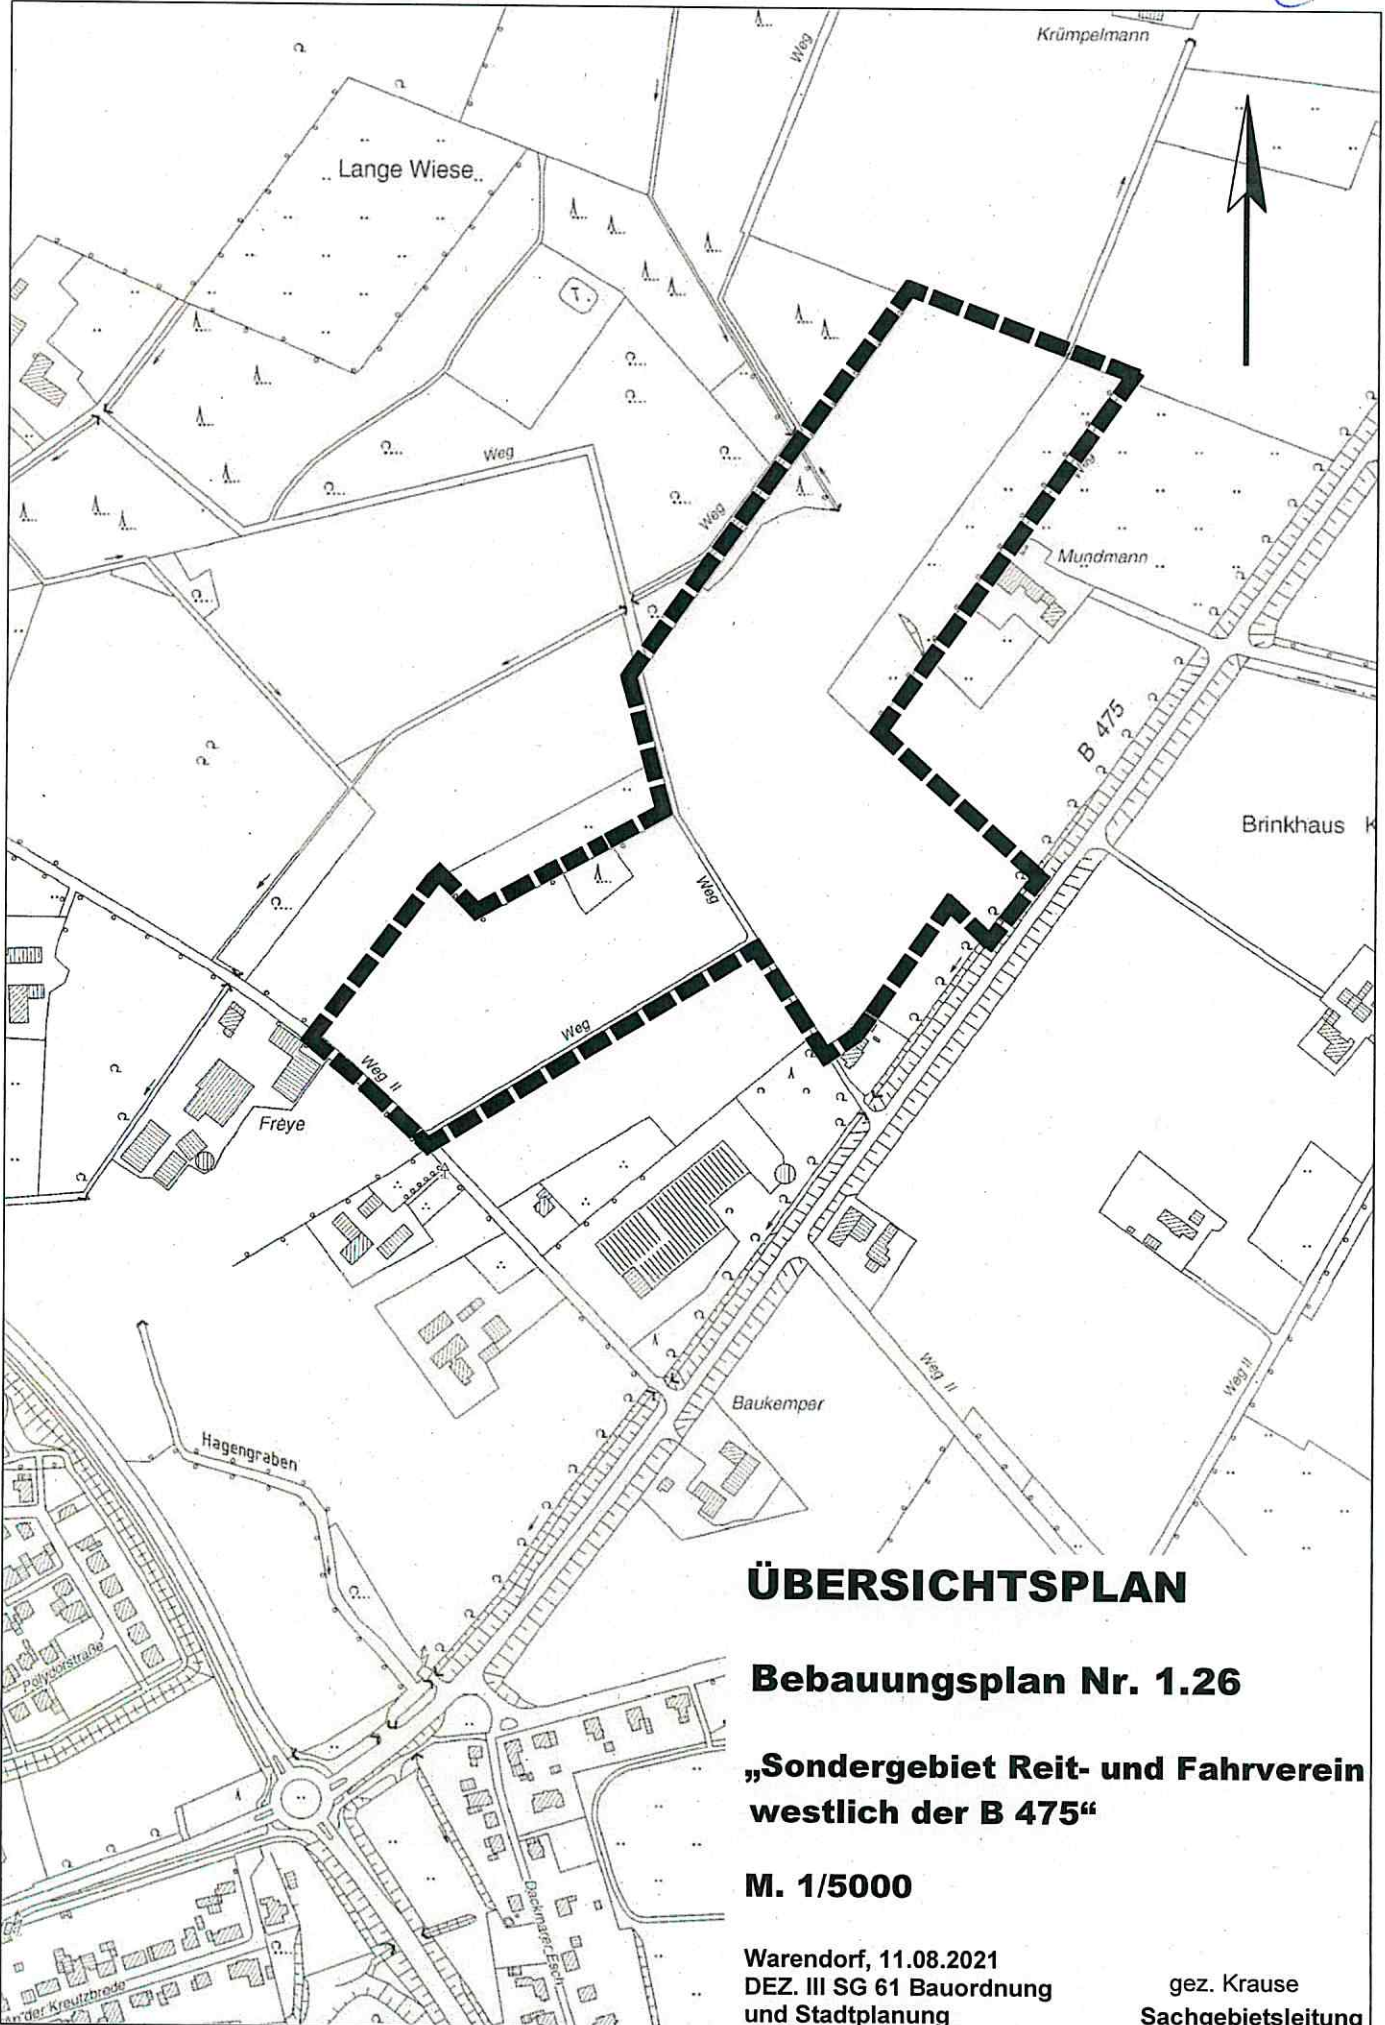 Krümpelmann
Weg
Lange Wiese
T.
Weg
Weg
Weg
Mundmann
B 475
Brinkhaus K
Weg
Weg
Weg II
Freye
Weg II
Weg II
Baukemper
Hagengraben
Polydorstraße
Dackmarer Esch
An der Kreutzbrede
ÜBERSICHTSPLAN
Bebauungsplan Nr. 1.26
„Sondergebiet Reit- und Fahrverein
westlich der B 475“
M. 1/5000
Warendorf, 11.08.2021
DEZ. III SG 61 Bauordnung
und Stadtplanung
gez. Krause
Sachgebietsleitung